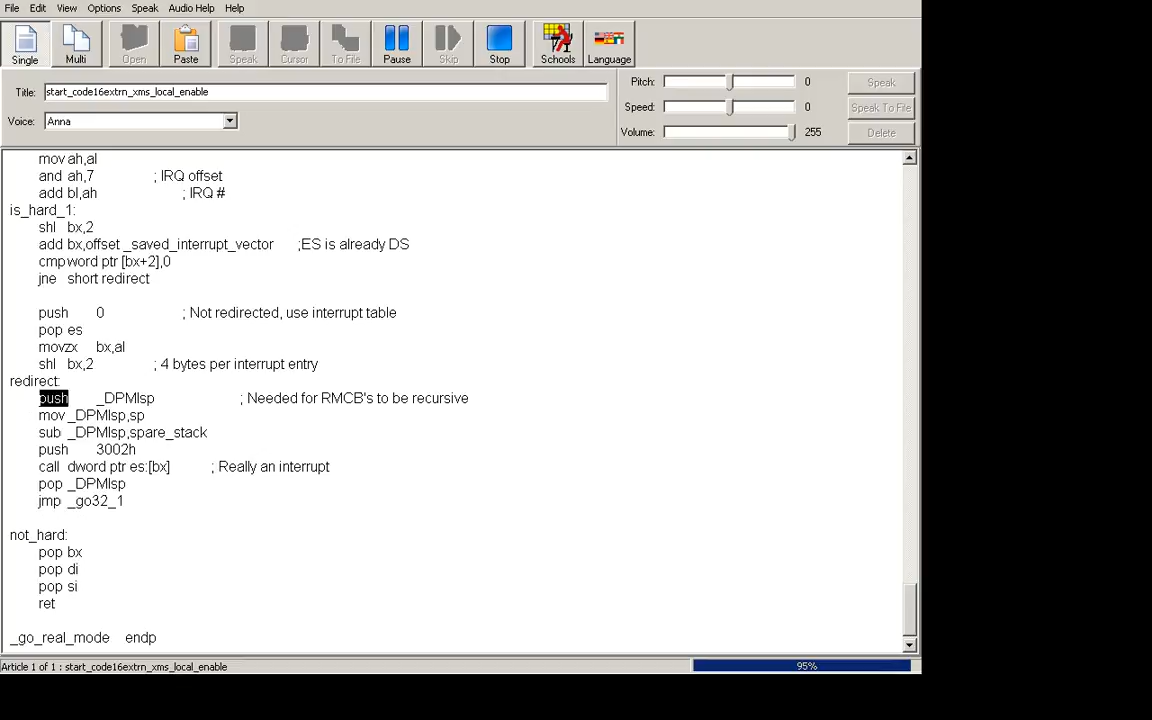 File Edit View Options Speak Audio Help Help
Single Multi Open Paste Speak Cursor To File Pause Skip Stop Schools Language
Title: start_code16extrn_xms_local_enable
Voice: Anna
Pitch: 0 Speak
Speed: 0 Speak To File
Volume: 255 Delete
mov ah,al
and ah,7 ; IRQ offset
add bl,ah ; IRQ #
is_hard_1:
shl bx,2
add bx,offset _saved_interrupt_vector ;ES is already DS
cmp word ptr [bx+2],0
jne short redirect
push 0 ; Not redirected, use interrupt table
pop es
movzx bx,al
shl bx,2 ; 4 bytes per interrupt entry
redirect:
push _DPMIsp ; Needed for RMCB's to be recursive
mov _DPMIsp,sp
sub _DPMIsp,spare_stack
push 3002h
call dword ptr es:[bx] ; Really an interrupt
pop _DPMIsp
jmp _go32_1
not_hard:
pop bx
pop di
pop si
ret
_go_real_mode endp
Article 1 of 1 : start_code16extrn_xms_local_enable 95%